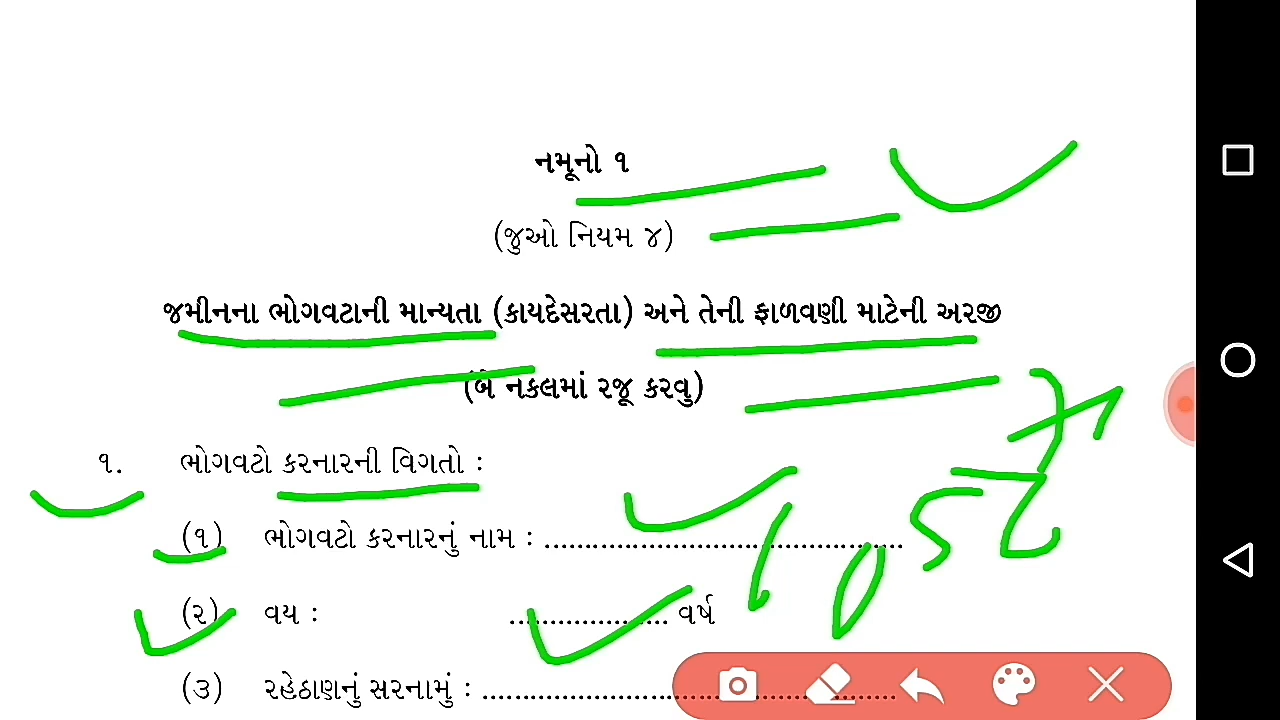 નમૂનો ૧
(જુઓ નિયમ ૪)
જમીનના ભોગવટાની માન્યતા (કાયદેસરતા) અને તેની ફાળવણી માટેની અરજી
(બે નકલમાં રજૂ કરવુ)
૧. ભોગવટો કરનારની વિગતો :
(૧) ભોગવટો કરનારનું નામ : .....................................
(૨) વય : ................... વર્ષ
(૩) રહેઠાણનું સરનામું : ...........................................